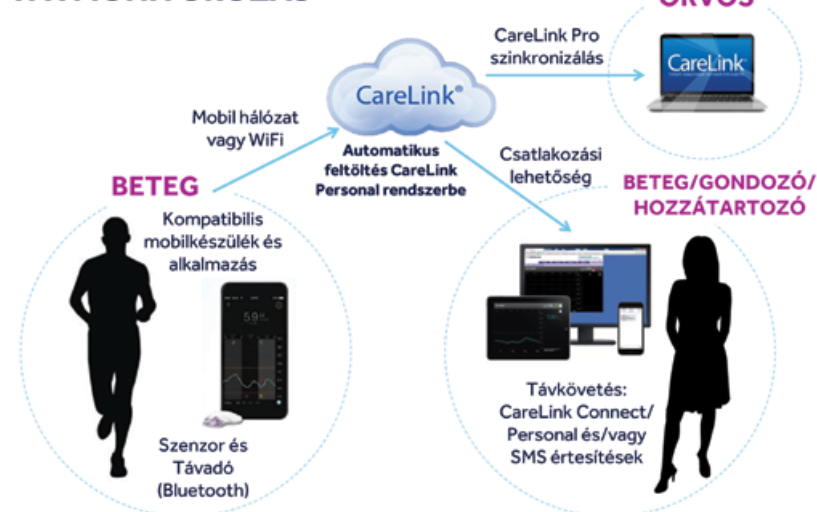 CareLink Pro
szinkronizálás
CareLink
CareLink®
Mobil hálózat
vagy WiFi
Automatikus
feltöltés CareLink
Personal rendszerbe
Csatlakozási
lehetőség
BETEG
BETEG/GONDOZÓ/
HOZZÁTARTOZÓ
Kompatibilis
mobilkészülék és
alkalmazás
Szenzor és
Távadó
(Bluetooth)
Távkövetés:
CareLink Connect/
Personal és/vagy
SMS értesítések